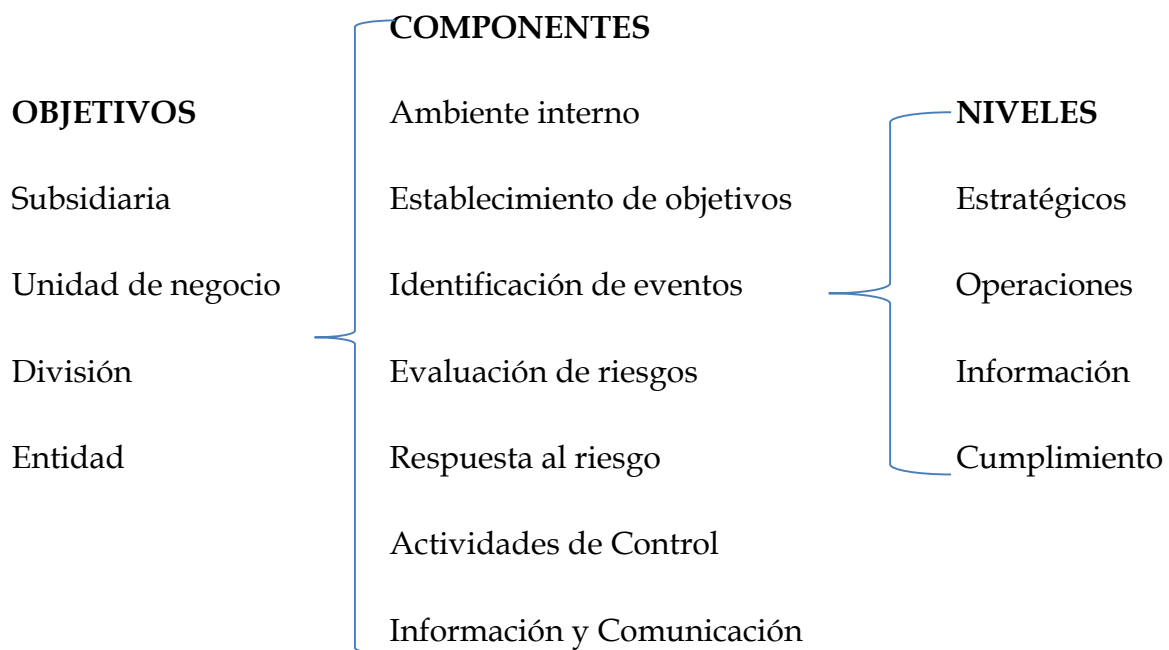 COMPONENTES
OBJETIVOS
Ambiente interno
NIVELES
Subsidiaria
Establecimiento de objetivos
Estratégicos
Unidad de negocio
Identificación de eventos
Operaciones
División
Evaluación de riesgos
Información
Entidad
Respuesta al riesgo
Cumplimiento
Actividades de Control
Información y Comunicación